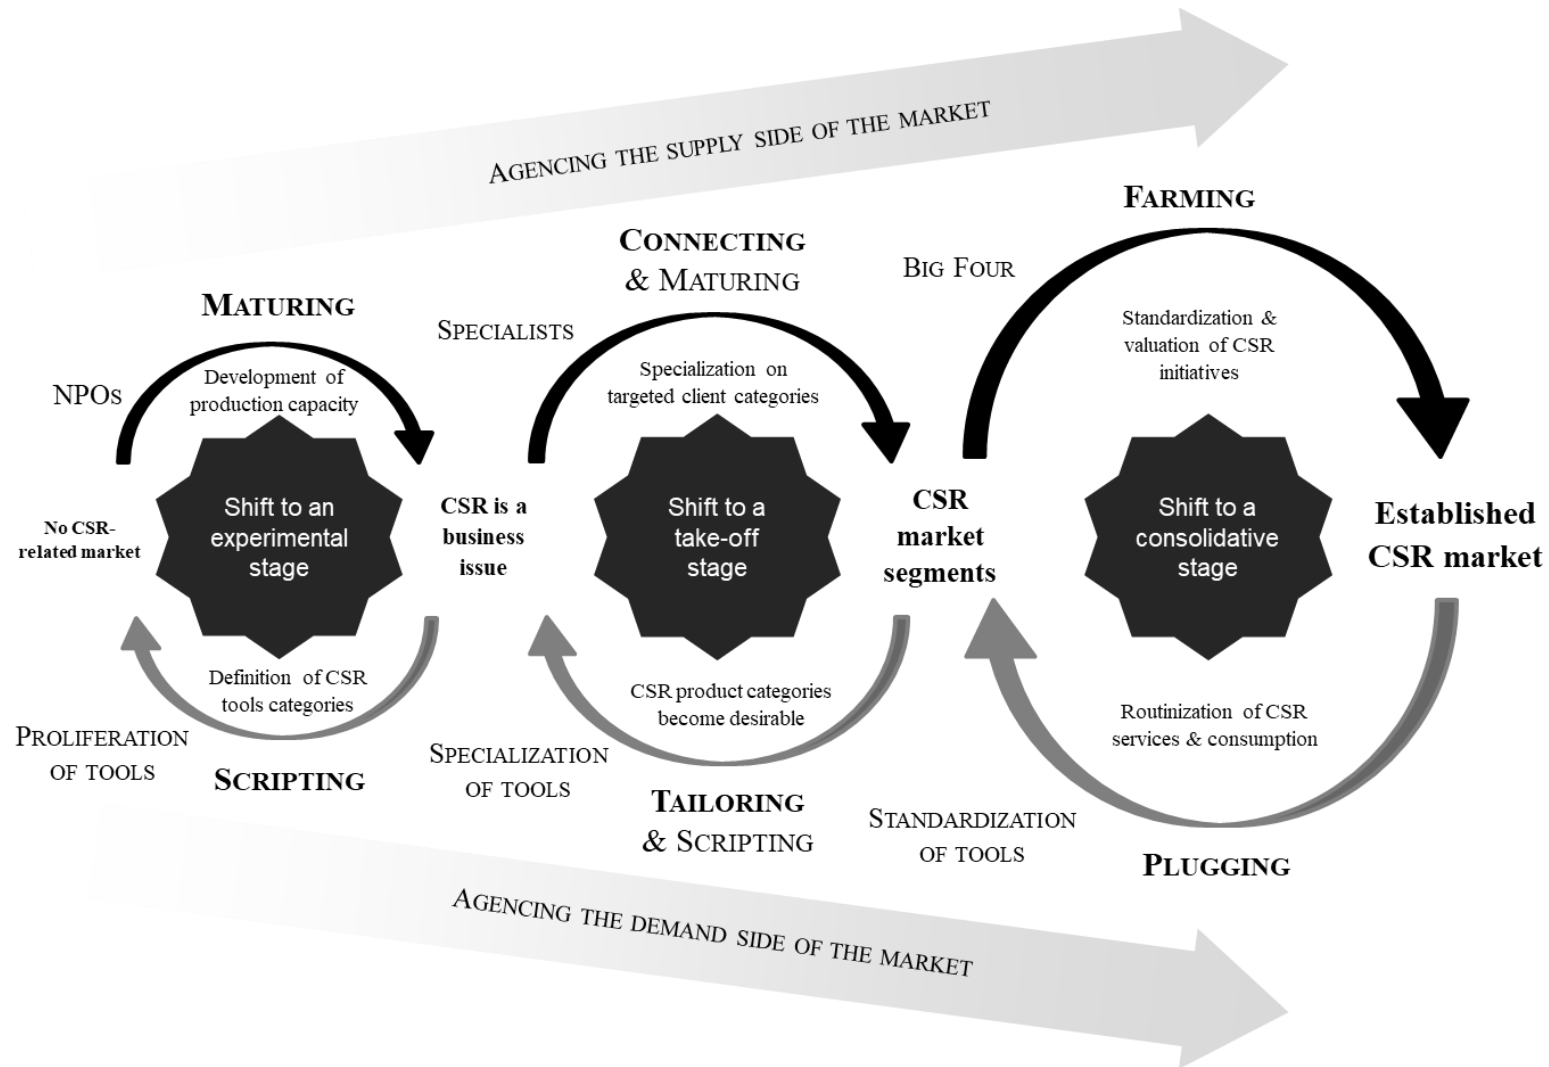 AGENCING THE SUPPLY SIDE OF THE MARKET
MATURING
NPOS
Development of
production capacity
No CSR-
related market
Shift to an
experimental
stage
CSR is a
business
issue
Definition of CSR
tools categories
PROLIFERATION
OF TOOLS
SCRIPTING
CONNECTING
& MATURING
SPECIALISTS
Specialization on
targeted client categories
Shift to a
take-off
stage
CSR
market
segments
CSR product categories
become desirable
SPECIALIZATION
OF TOOLS
TAILORING
& SCRIPTING
FARMING
BIG FOUR
Standardization &
valuation of CSR
initiatives
Shift to a
consolidative
stage
Established
CSR market
Routinization of CSR
services & consumption
STANDARDIZATION
OF TOOLS
PLUGGING
AGENCING THE DEMAND SIDE OF THE MARKET